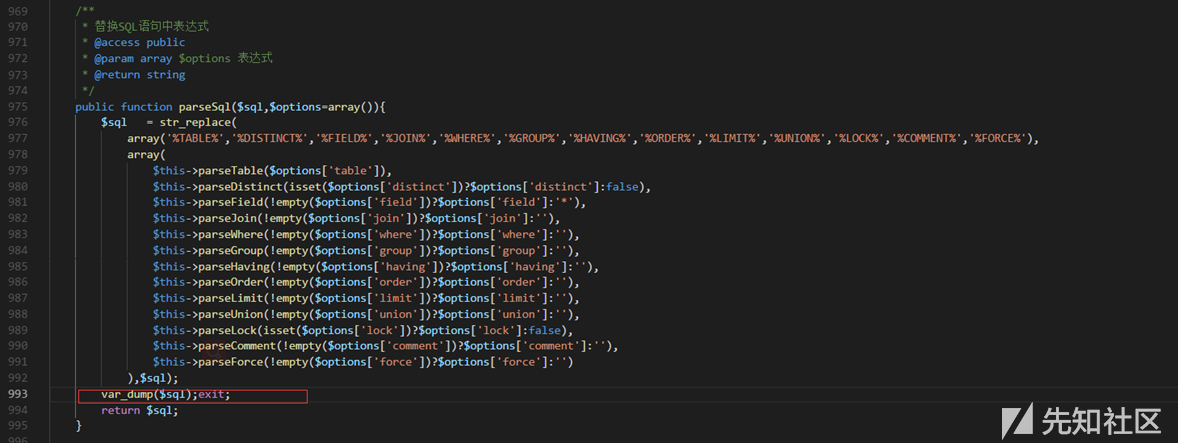 969 /**
970 * 替换SQL语句中表达式
971 * @access public
972 * @param array $options 表达式
973 * @return string
974 */
975 public function parseSql($sql,$options=array()){
976 $sql = str_replace(
977 array('%TABLE%','%DISTINCT%','%FIELD%','%JOIN%','%WHERE%','%GROUP%','%HAVING%','%ORDER%','%LIMIT%','%UNION%','%LOCK%','%COMMENT%','%FORCE%'),
978 array(
979 $this->parseTable($options['table']),
980 $this->parseDistinct(isset($options['distinct'])?$options['distinct']:false),
981 $this->parseField(!empty($options['field'])?$options['field']:'*'),
982 $this->parseJoin(!empty($options['join'])?$options['join']:''),
983 $this->parseWhere(!empty($options['where'])?$options['where']:''),
984 $this->parseGroup(!empty($options['group'])?$options['group']:''),
985 $this->parseHaving(!empty($options['having'])?$options['having']:''),
986 $this->parseOrder(!empty($options['order'])?$options['order']:''),
987 $this->parseLimit(!empty($options['limit'])?$options['limit']:''),
988 $this->parseUnion(!empty($options['union'])?$options['union']:''),
989 $this->parseLock(isset($options['lock'])?$options['lock']:false),
990 $this->parseComment(!empty($options['comment'])?$options['comment']:''),
991 $this->parseForce(!empty($options['force'])?$options['force']:'')
992 ),$sql);
993 var_dump($sql);exit;
994 return $sql;
995 }
996
先知社区